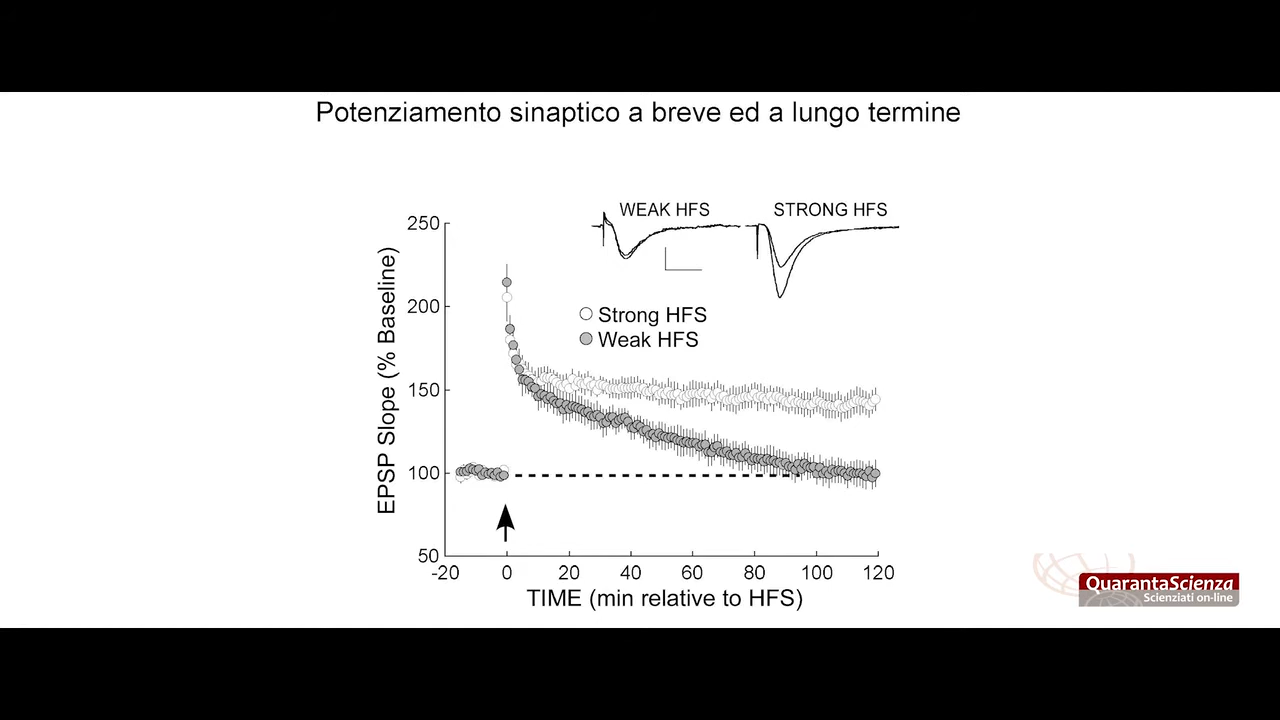 Potenziamento sinaptico a breve ed a lungo termine
WEAK HFS
STRONG HFS
Strong HFS
Weak HFS
EPSP Slope (% Baseline)
250
200
150
100
50
-20 0 20 40 60 80 100 120
TIME (min relative to HFS)
QuarantaScienza
Scienziati on-line